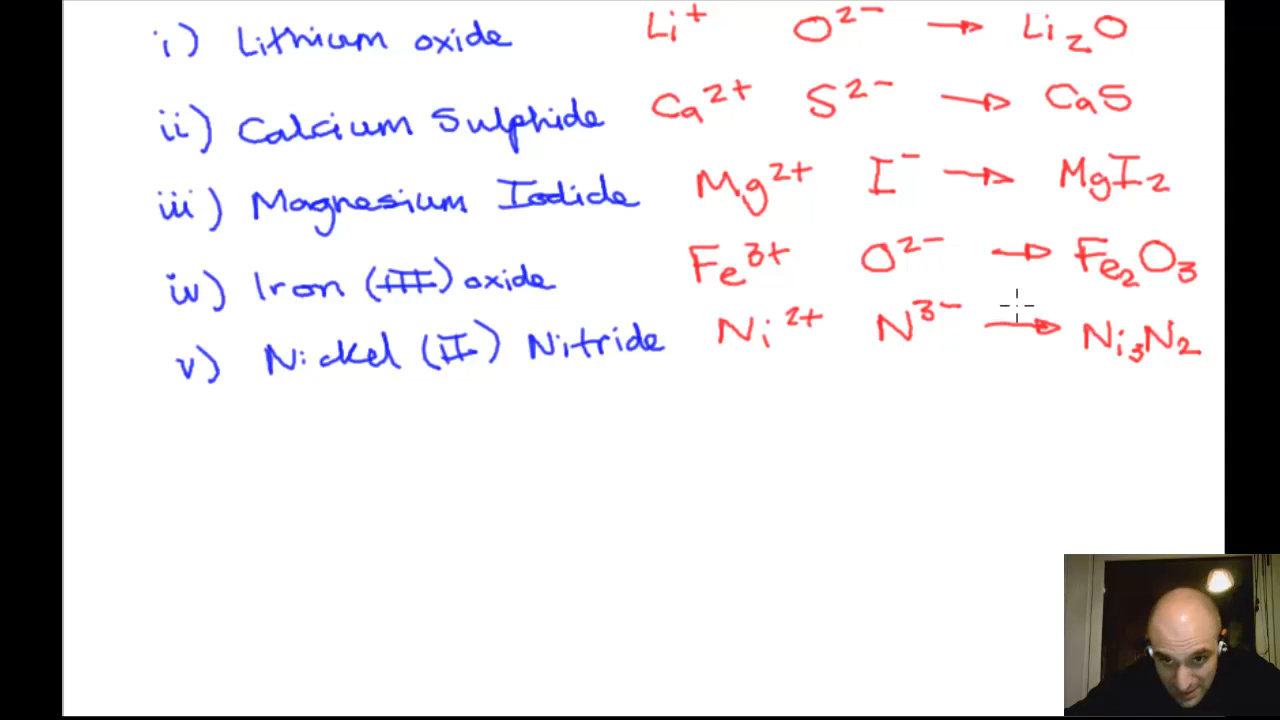 i) Lithium oxide Li⁺ O²⁻ → Li₂O
ii) Calcium Sulphide Ca²⁺ S²⁻ → CaS
iii) Magnesium Iodide Mg²⁺ I⁻ → MgI₂
iv) Iron (III) oxide Fe³⁺ O²⁻ → Fe₂O₃
v) Nickel (II) Nitride Ni²⁺ N³⁻ → Ni₃N₂